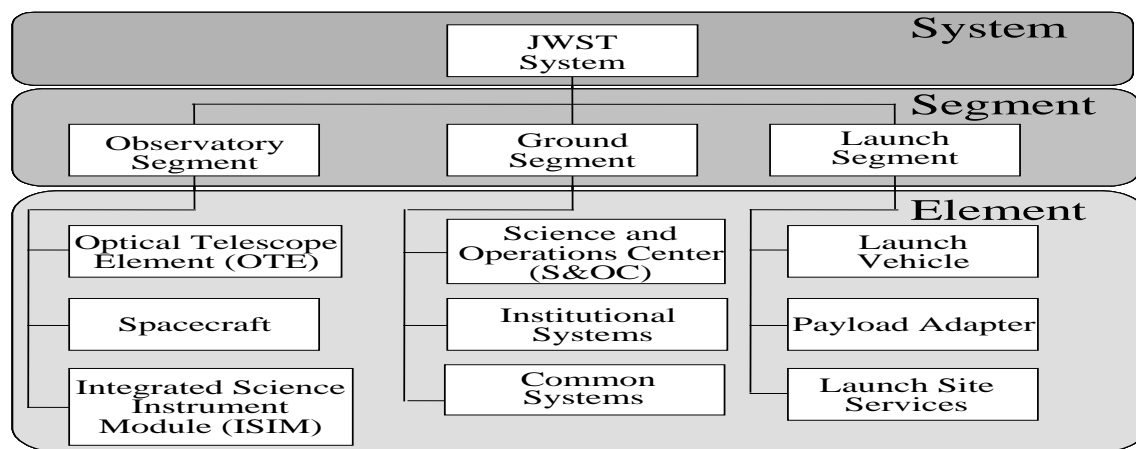 System
JWST
System
Segment
Observatory
Segment
Ground
Segment
Launch
Segment
Element
Optical Telescope
Element (OTE)
Spacecraft
Integrated Science
Instrument
Module (ISIM)
Science and
Operations Center
(S&OC)
Institutional
Systems
Common
Systems
Launch
Vehicle
Payload Adapter
Launch Site
Services